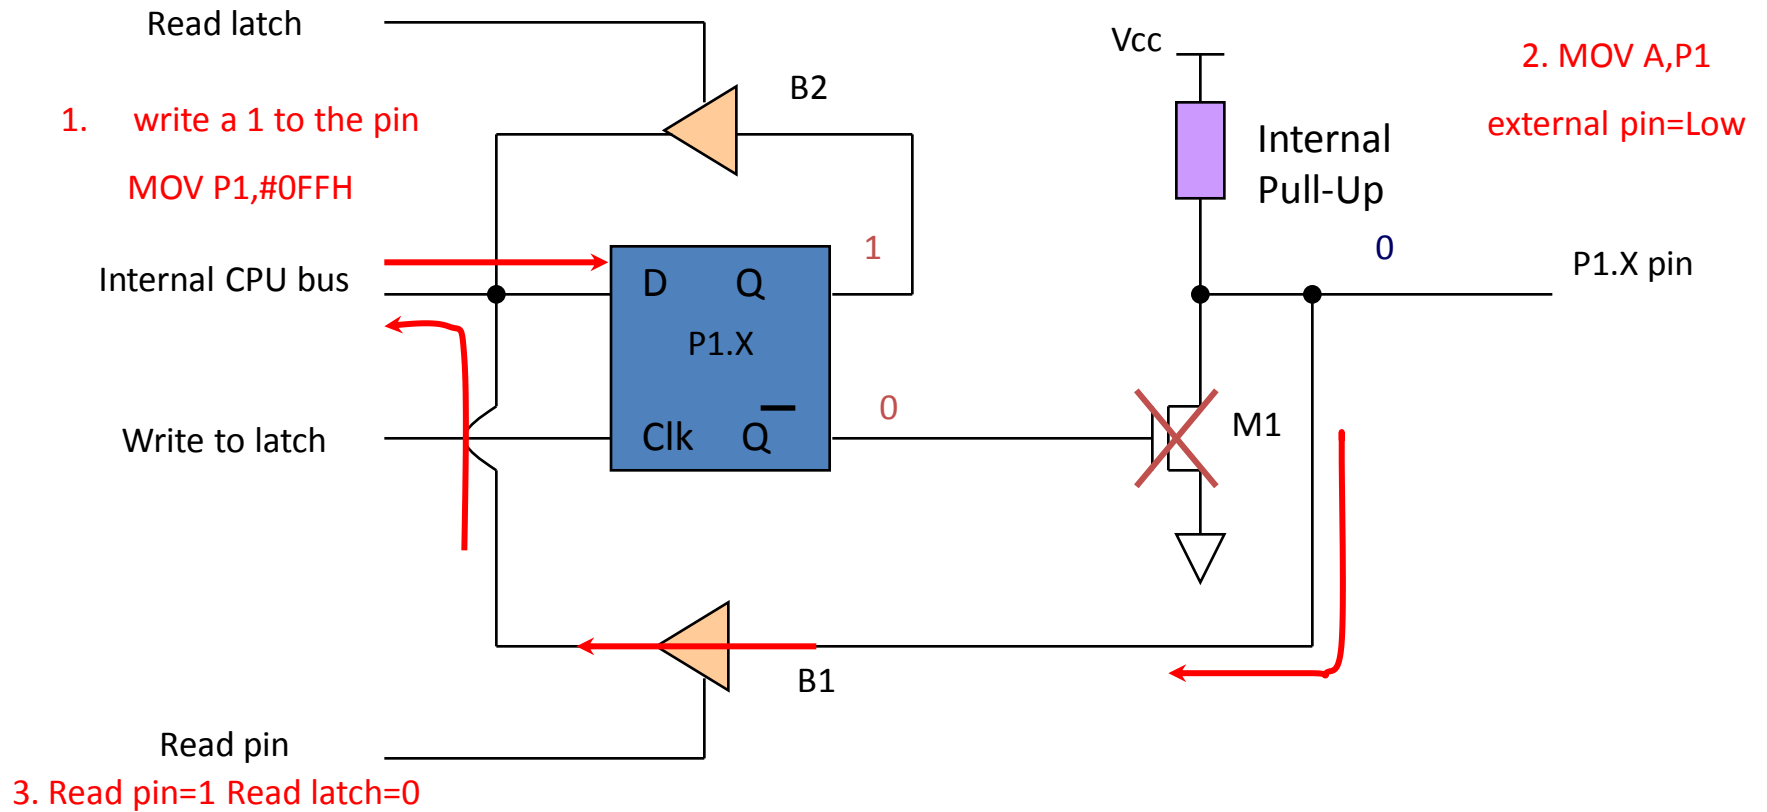 Read latch
Vcc
2. MOV A,P1
B2
1. write a 1 to the pin
external pin=Low
Internal
Pull-Up
MOV P1,#0FFH
1
0
P1.X pin
Internal CPU bus
D Q
P1.X
0
M1
Write to latch
Clk Q
B1
Read pin
3. Read pin=1 Read latch=0